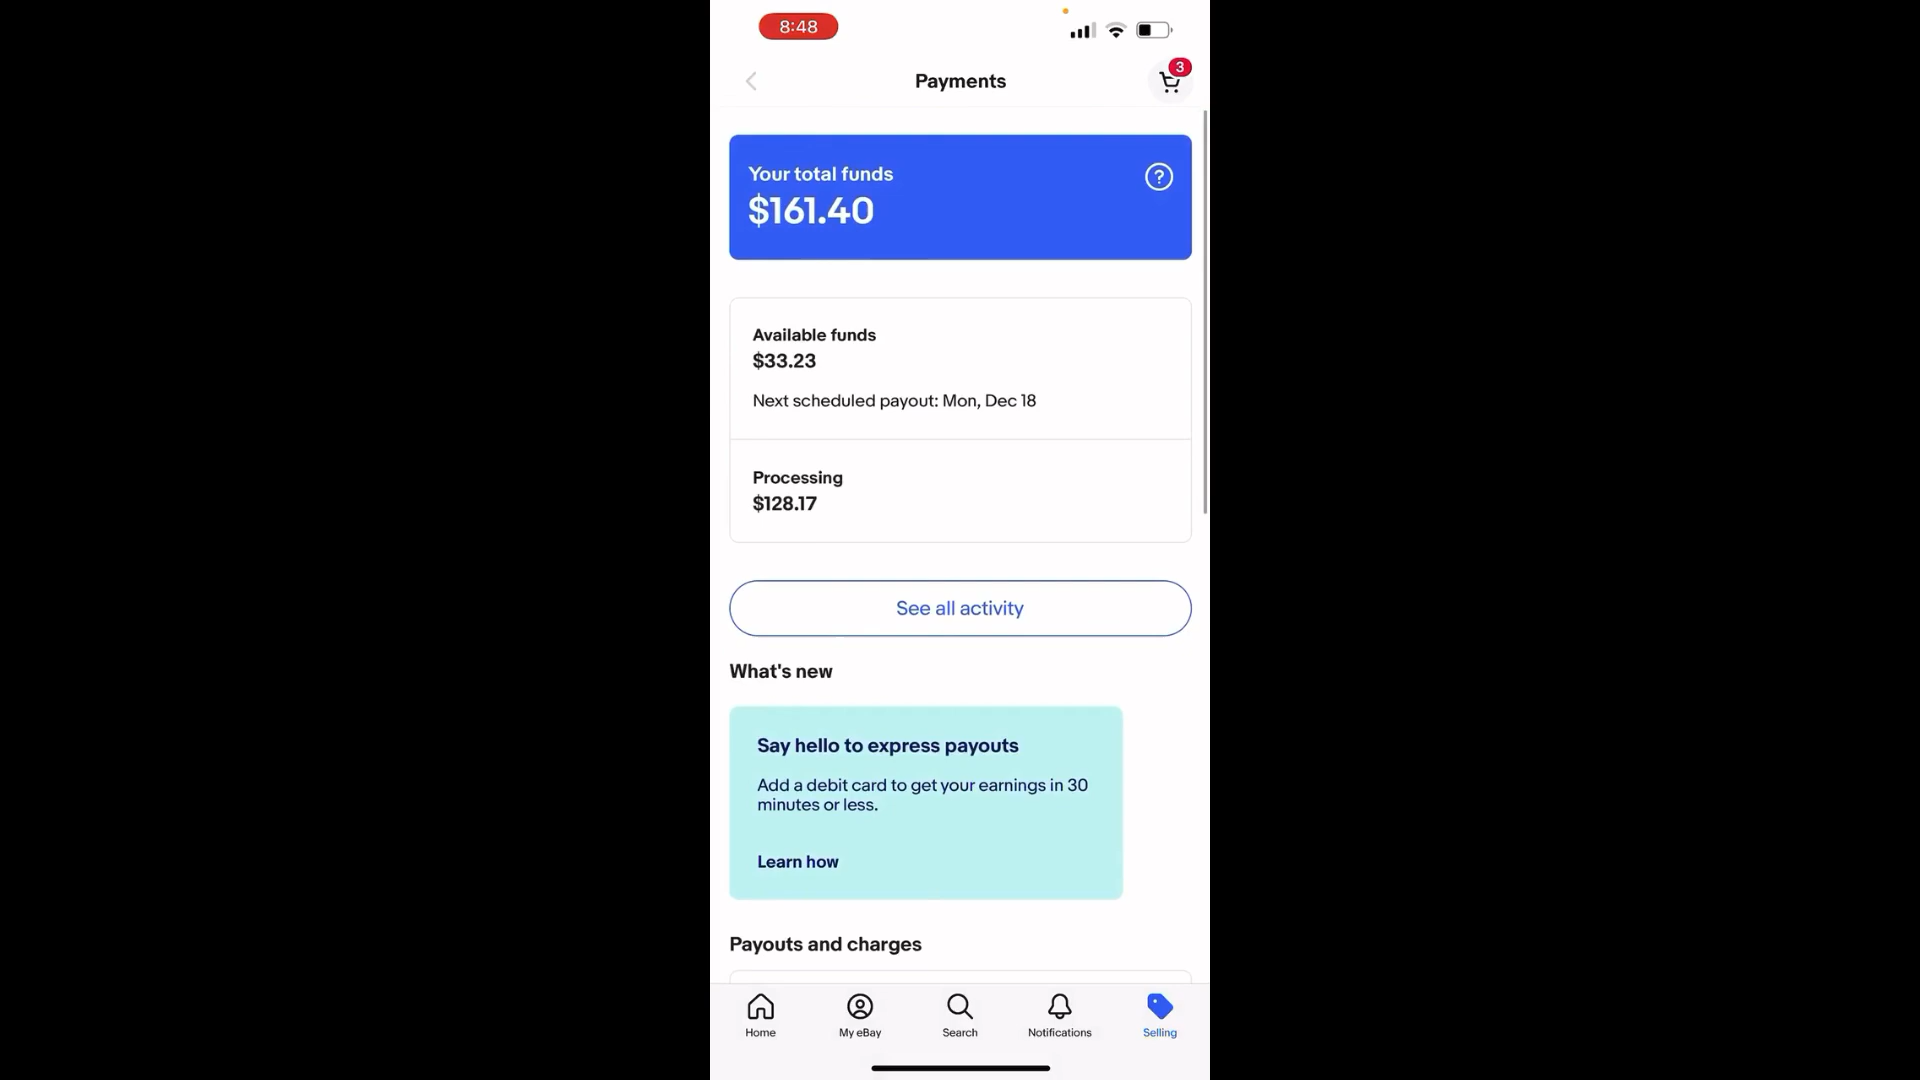 8:48
Payments
3
Your total funds
?
$161.40
Available funds
$33.23
Next scheduled payout: Mon, Dec 18
Processing
$128.17
See all activity
What's new
Say hello to express payouts
Add a debit card to get your earnings in 30
minutes or less.
Learn how
Payouts and charges
Home
My eBay
Search
Notifications
Selling